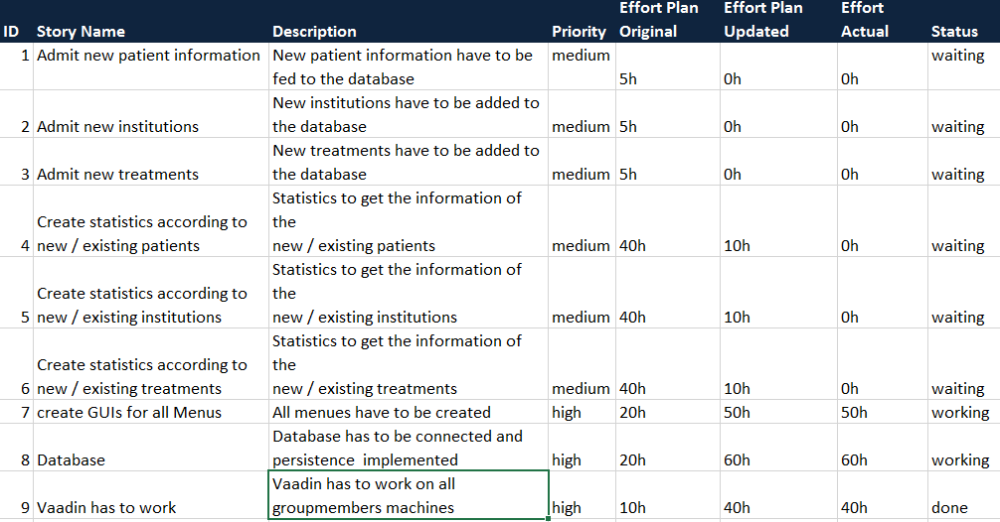 ID Story Name Description Priority Effort Plan Original Effort Plan Updated Effort Actual Status
1 Admit new patient information New patient information have to be fed to the database medium 5h 0h 0h waiting
2 Admit new institutions New institutions have to be added to the database medium 5h 0h 0h waiting
3 Admit new treatments New treatments have to be added to the database medium 5h 0h 0h waiting
4 Create statistics according to new / existing patients Statistics to get the information of the new / existing patients medium 40h 10h 0h waiting
5 Create statistics according to new / existing institutions Statistics to get the information of the new / existing institutions medium 40h 10h 0h waiting
6 Create statistics according to new / existing treatments Statistics to get the information of the new / existing treatments medium 40h 10h 0h waiting
7 create GUIs for all Menus All menues have to be created high 20h 50h 50h working
8 Database Database has to be connected and persistence implemented high 20h 60h 60h working
9 Vaadin has to work Vaadin has to work on all groupmembers machines high 10h 40h 40h done